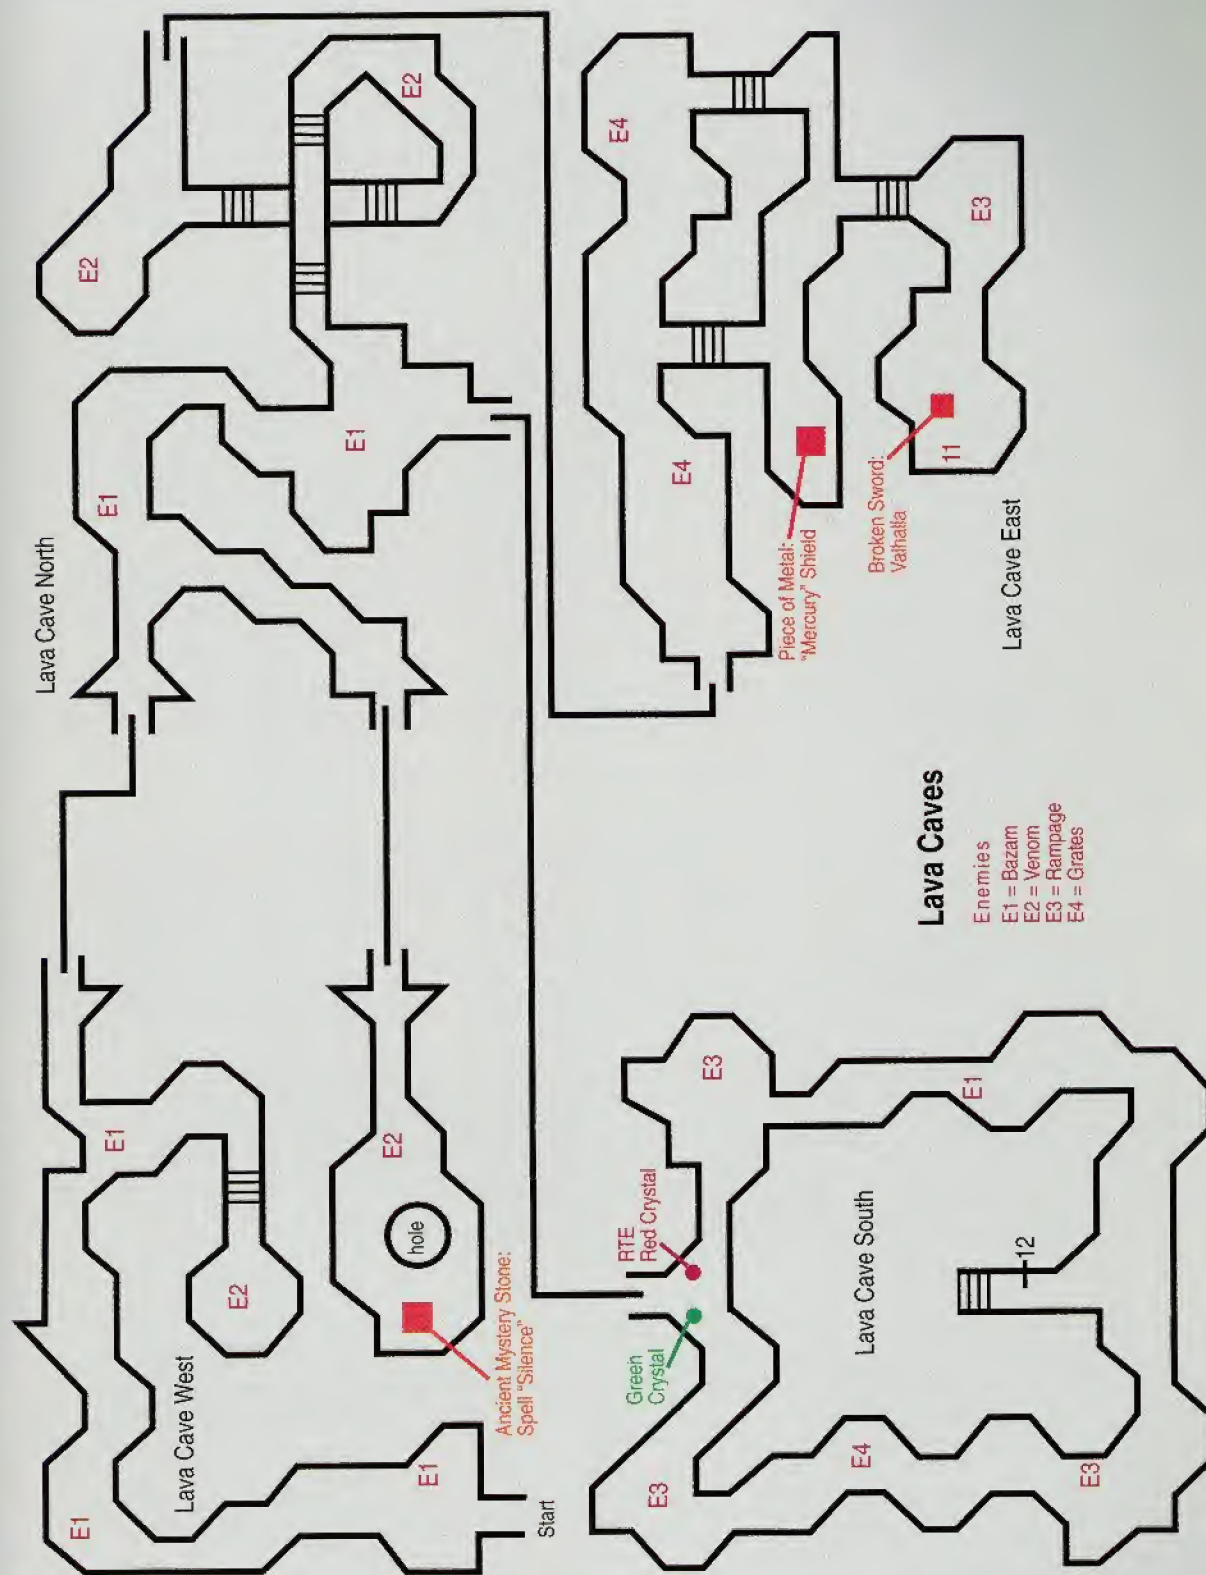 Lava Cave West
E1
E1
E2
E2
hole
E1
Ancient Mystery Stone:
Spell "Silence"
Start
Lava Cave North
E2
E1
E1
E2
Green
Crystal
RTE
Red Crystal
E3
E3
E4
Lava Cave South
E1
12
E3
Lava Caves
Enemies
E1 = Bazam
E2 = Venom
E3 = Rampage
E4 = Grates
E4
E4
Piece of Metal:
"Mercury" Shield
Broken Sword:
Valhalla
11
E3
Lava Cave East